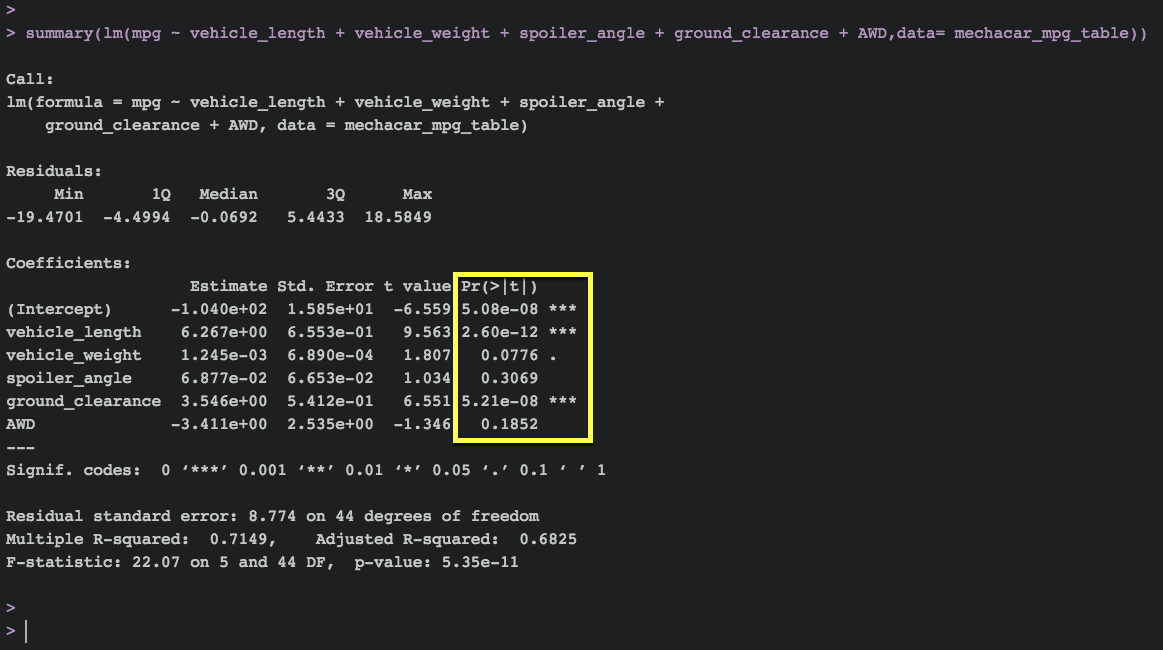 >
> summary(lm(mpg ~ vehicle_length + vehicle_weight + spoiler_angle + ground_clearance + AWD,data= mechacar_mpg_table))
Call:
lm(formula = mpg ~ vehicle_length + vehicle_weight + spoiler_angle +
    ground_clearance + AWD, data = mechacar_mpg_table)
Residuals:
     Min       1Q   Median       3Q      Max
-19.4701  -4.4994  -0.0692   5.4433  18.5849
Coefficients:
                   Estimate Std. Error t value Pr(>|t|)
(Intercept)      -1.040e+02  1.585e+01  -6.559 5.08e-08 ***
vehicle_length    6.267e+00  6.553e-01   9.563 2.60e-12 ***
vehicle_weight    1.245e-03  6.890e-04   1.807   0.0776 .
spoiler_angle     6.877e-02  6.653e-02   1.034   0.3069
ground_clearance  3.546e+00  5.412e-01   6.551 5.21e-08 ***
AWD              -3.411e+00  2.535e+00  -1.346   0.1852
---
Signif. codes:  0 ‘***’ 0.001 ‘**’ 0.01 ‘*’ 0.05 ‘.’ 0.1 ‘ ’ 1
Residual standard error: 8.774 on 44 degrees of freedom
Multiple R-squared:  0.7149,    Adjusted R-squared:  0.6825
F-statistic: 22.07 on 5 and 44 DF,  p-value: 5.35e-11
>
>